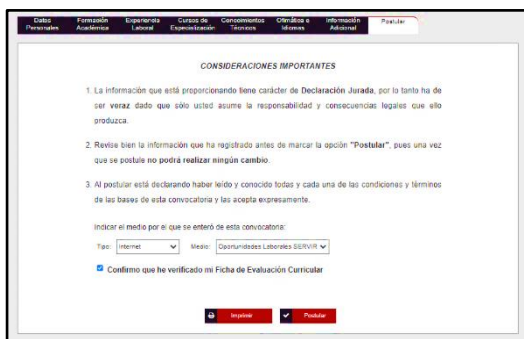 Datos Personales
Formación Académica
Experiencia Laboral
Cursos de Especialización
Conocimientos Técnicos
Ofimática e Idiomas
Información Adicional
Postular
CONSIDERACIONES IMPORTANTES
1. La información que está proporcionando tiene carácter de Declaración Jurada, por lo tanto ha de
ser veraz dado que sólo usted asume la responsabilidad y consecuencias legales que ello
produzca.
2. Revise bien la información que ha registrado antes de marcar la opción "Postular", pues una vez
que se postule no podrá realizar ningún cambio.
3. Al postular está declarando haber leído y conocido todas y cada una de las condiciones y términos
de las bases de esta convocatoria y las acepta expresamente.
Indicar el medio por el que se enteró de esta convocatoria:
Tipo: Internet Medio: Oportunidades Laborales SERVIR
Confirmo que he verificado mi Ficha de Evaluación Curricular
Imprimir Postular